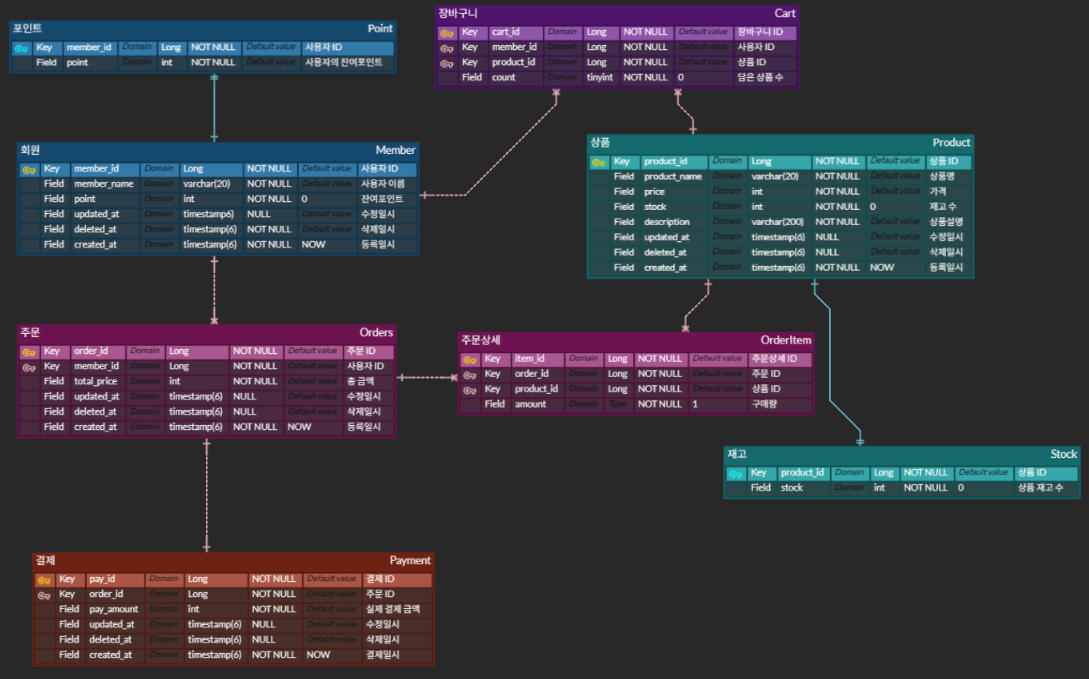 포인트 Point
Key member_id Domain Long NOT NULL Default value 사용자 ID
Field point Domain int NOT NULL Default value 사용자의 잔여포인트
장바구니 Cart
Key cart_id Domain Long NOT NULL Default value 장바구니 ID
Key member_id Domain Long NOT NULL Default value 사용자 ID
Key product_id Domain Long NOT NULL Default value 상품 ID
Field count Domain tinyint NOT NULL 0 담은 상품 수
회원 Member
Key member_id Domain Long NOT NULL Default value 사용자 ID
Field member_name Domain varchar(20) NOT NULL Default value 사용자 이름
Field point Domain int NOT NULL 0 잔여포인트
Field updated_at Domain timestamp6) NULL Default value 수정일시
Field deleted_at Domain timestamp(6) NOT NULL Default value 삭제일시
Field created_at Domain timestamp(6) NOT NULL NOW 등록일시
상품 Product
Key product_id Domain Long NOT NULL Default value 상품 ID
Field product_name Domain varchar(20) NOT NULL Default value 상품명
Field price Domain int NOT NULL Default value 가격
Field stock Domain int NOT NULL 0 재고 수
Field description Domain varchar(200) NOT NULL Default value 상품설명
Field updated_at Domain timestamp(6) NULL Default value 수정일시
Field deleted_at Domain timestamp(6) NULL Default value 삭제일시
Field created_at Domain timestamp(6) NOT NULL NOW 등록일시
주문 Orders
Key order_id Domain Long NOT NULL Default value 주문 ID
Key member_id Domain Long NOT NULL Default value 사용자 ID
Field total_price Domain int NOT NULL Default value 총 금액
Field updated_at Domain timestamp(6) NULL Default value 수정일시
Field deleted_at Domain timestamp(6) NULL Default value 삭제일시
Field created_at Domain timestamp(6) NOT NULL NOW 등록일시
주문상세 OrderItem
Key item_id Domain Long NOT NULL Default value 주문상세 ID
Key order_id Domain Long NOT NULL Default value 주문 ID
Key product_id Domain Long NOT NULL Default value 상품 ID
Field amount Domain Type NOT NULL 1 구매량
재고 Stock
Key product_id Domain Long NOT NULL Default value 상품 ID
Field stock Domain int NOT NULL 0 상품 재고 수
결제 Payment
Key pay_id Domain Long NOT NULL Default value 결제 ID
Key order_id Domain Long NOT NULL Default value 주문 ID
Field pay_amount Domain int NOT NULL Default value 실제 결제 금액
Field updated_at Domain timestamp(6) NULL Default value 수정일시
Field deleted_at Domain timestamp(6) NULL Default value 삭제일시
Field created_at Domain timestamp(6) NOT NULL NOW 결제일시